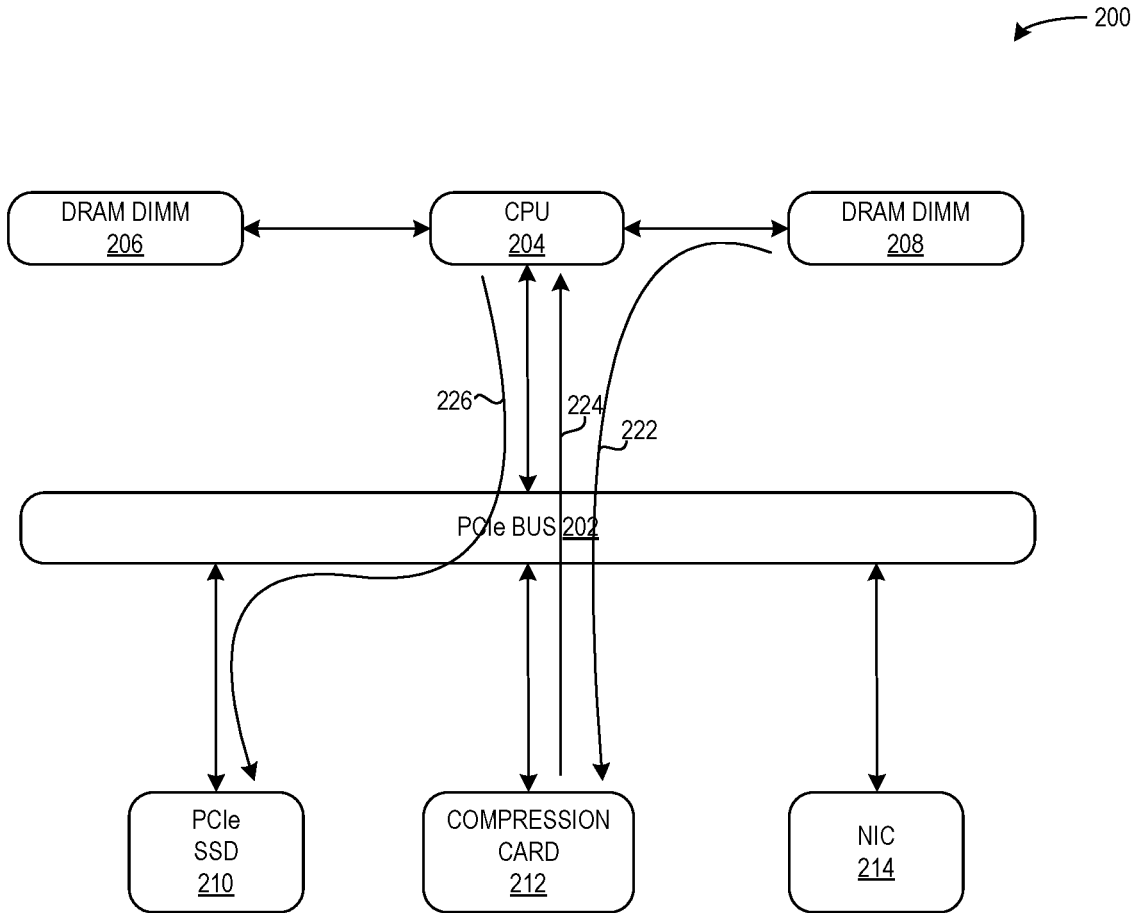 200
DRAM DIMM
206
CPU
204
DRAM DIMM
208
226
224
222
PCIe BUS 202
PCIe
SSD
210
COMPRESSION
CARD
212
NIC
214